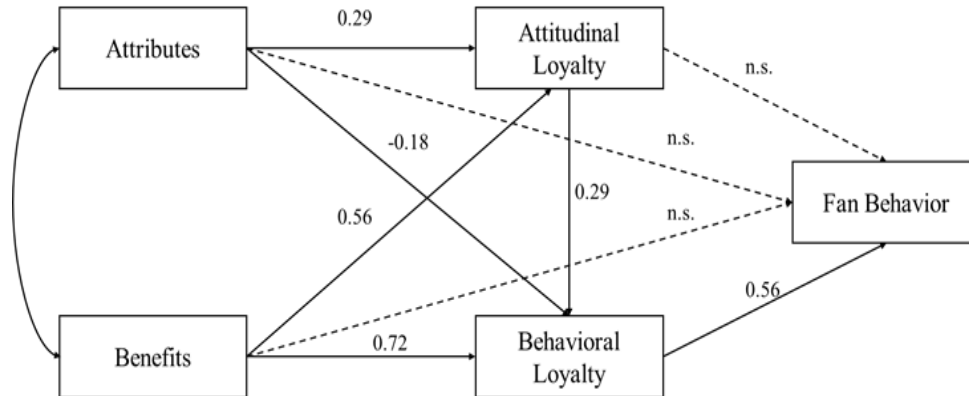 0.29
Attributes
Attitudinal
Loyalty
n.s.
-0.18
n.s.
0.29
Fan Behavior
0.56
n.s.
0.56
Benefits
0.72
Behavioral
Loyalty